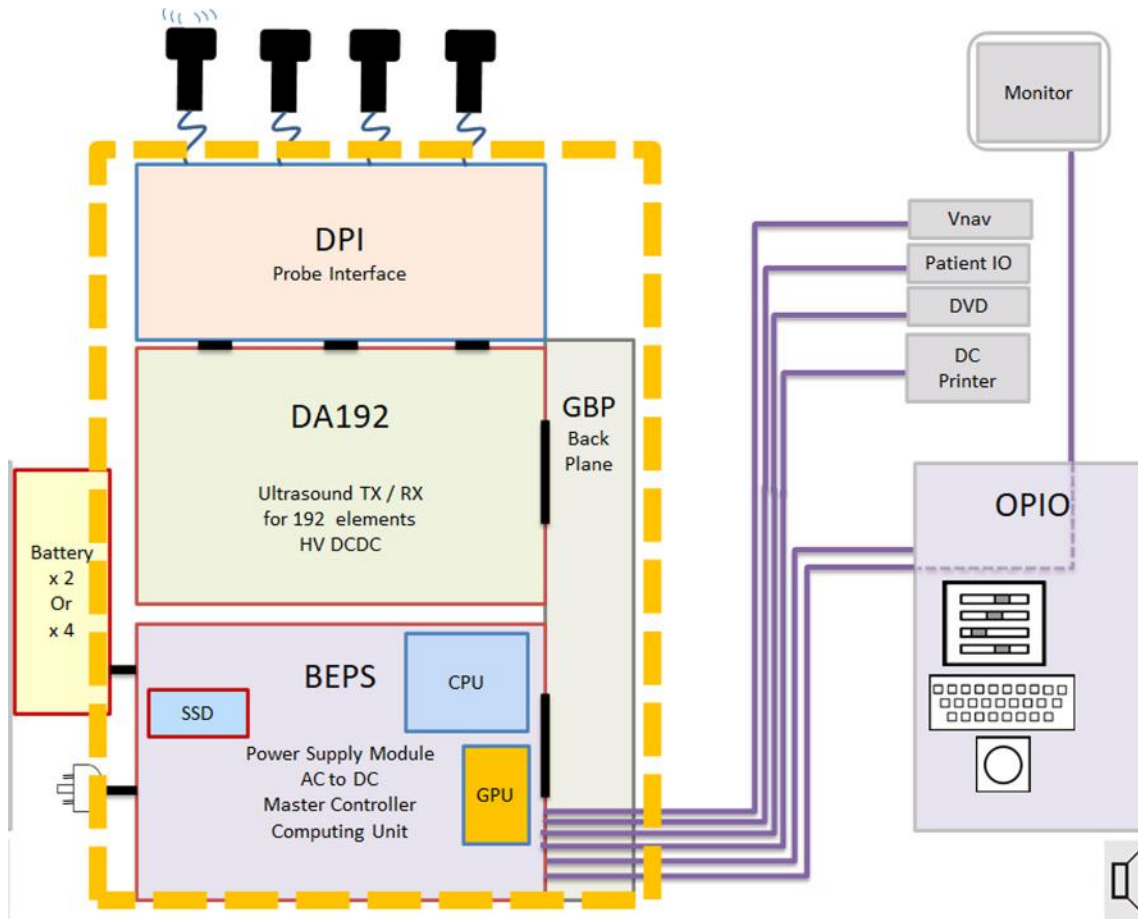 Monitor
Vnav
Patient IO
DVD
DC
Printer
DPI
Probe Interface
DA192
Ultrasound TX / RX
for 192 elements
HV DCDC
GBP
Back
Plane
OPIO
Battery
x 2
Or
x 4
BEPS
CPU
SSD
Power Supply Module
AC to DC
Master Controller
Computing Unit
GPU